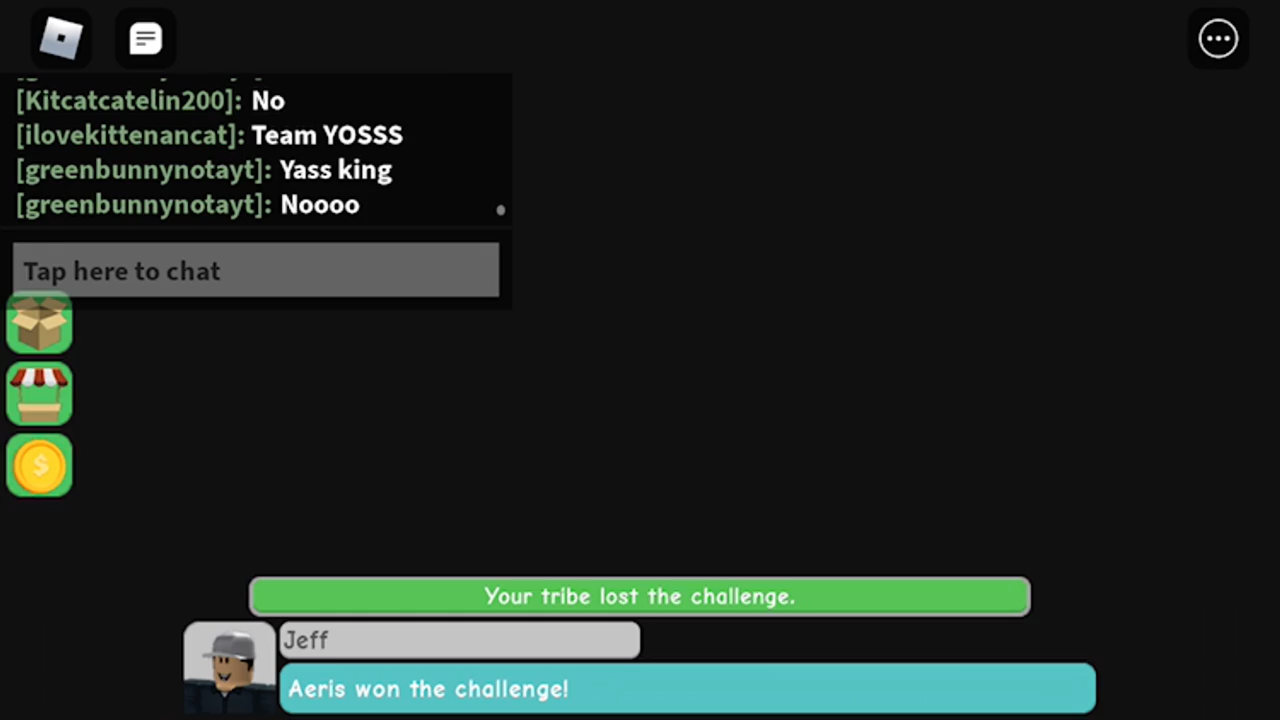 [Kitcatcatelin200]: No
[ilovekittenancat]: Team YOSSS
[greenbunnynotayt]: Yass king
[greenbunnynotayt]: Noooo
Tap here to chat
Your tribe lost the challenge.
Jeff
Aeris won the challenge!